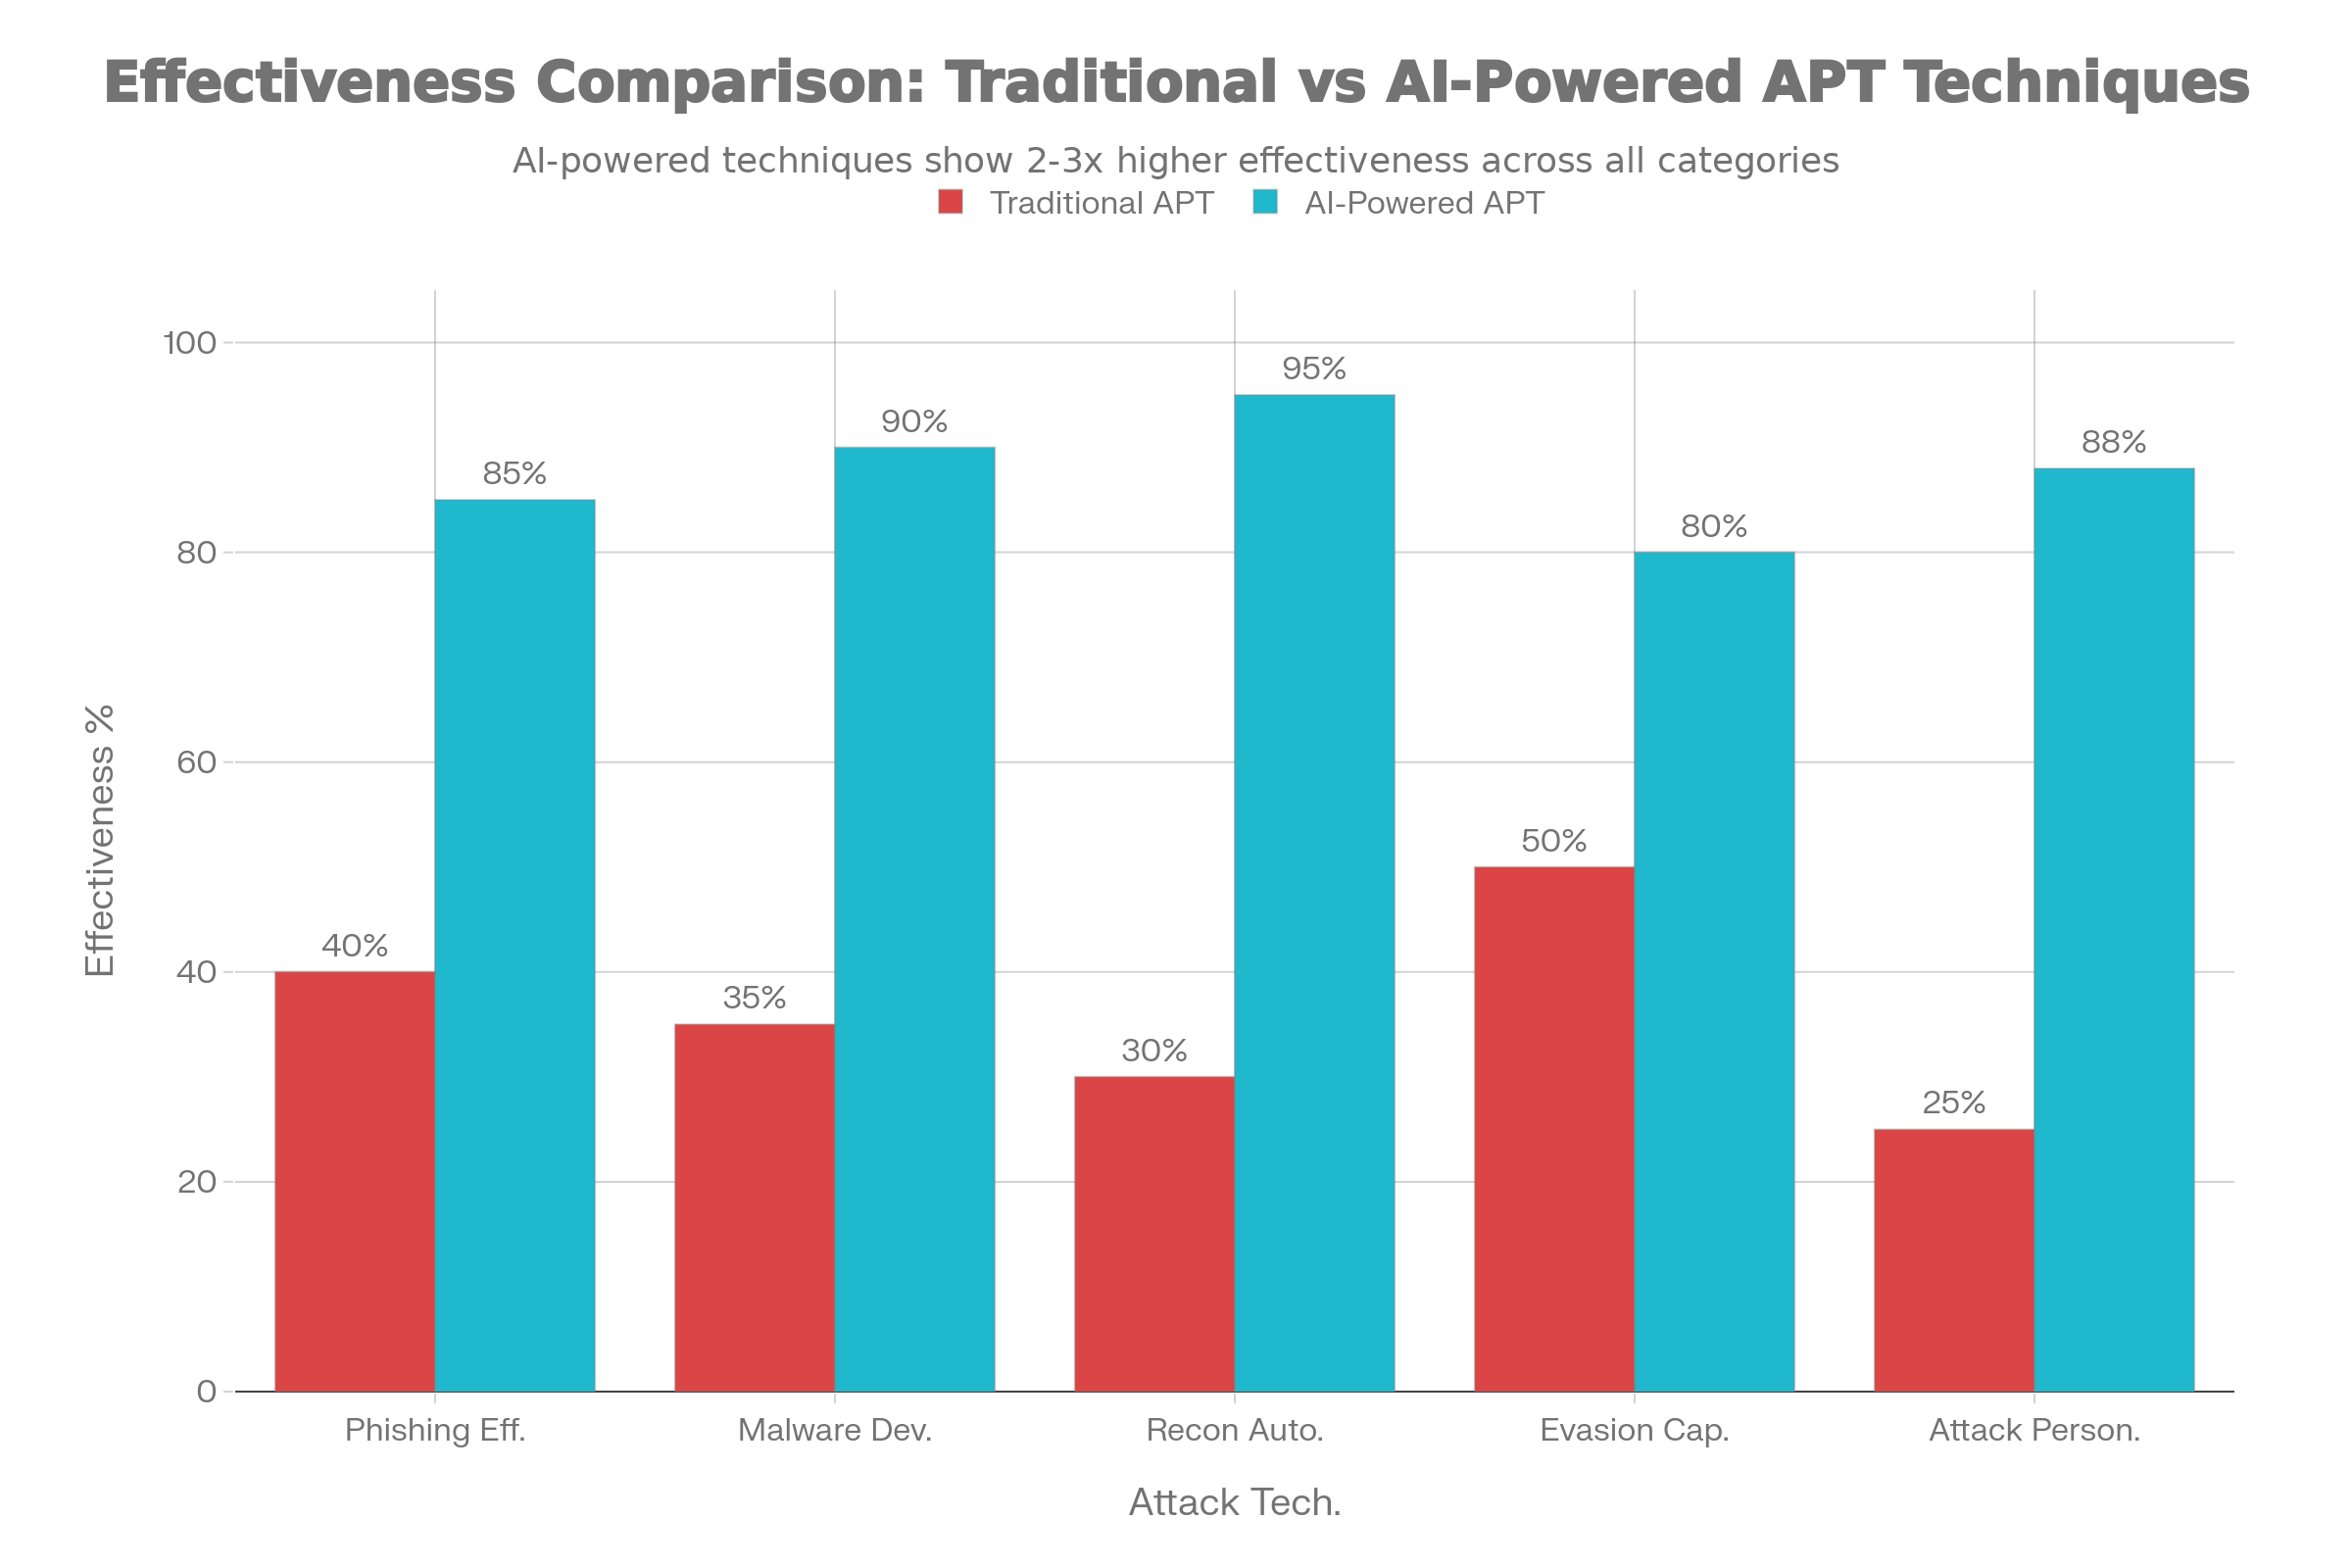 Effectiveness Comparison: Traditional vs AI-Powered APT Techniques
AI-powered techniques show 2-3x higher effectiveness across all categories
Traditional APT AI-Powered APT
Effectiveness %
100
80
60
40
20
0
40%
85%
35%
90%
30%
95%
50%
80%
25%
88%
Phishing Eff. Malware Dev. Recon Auto. Evasion Cap. Attack Person.
Attack Tech.